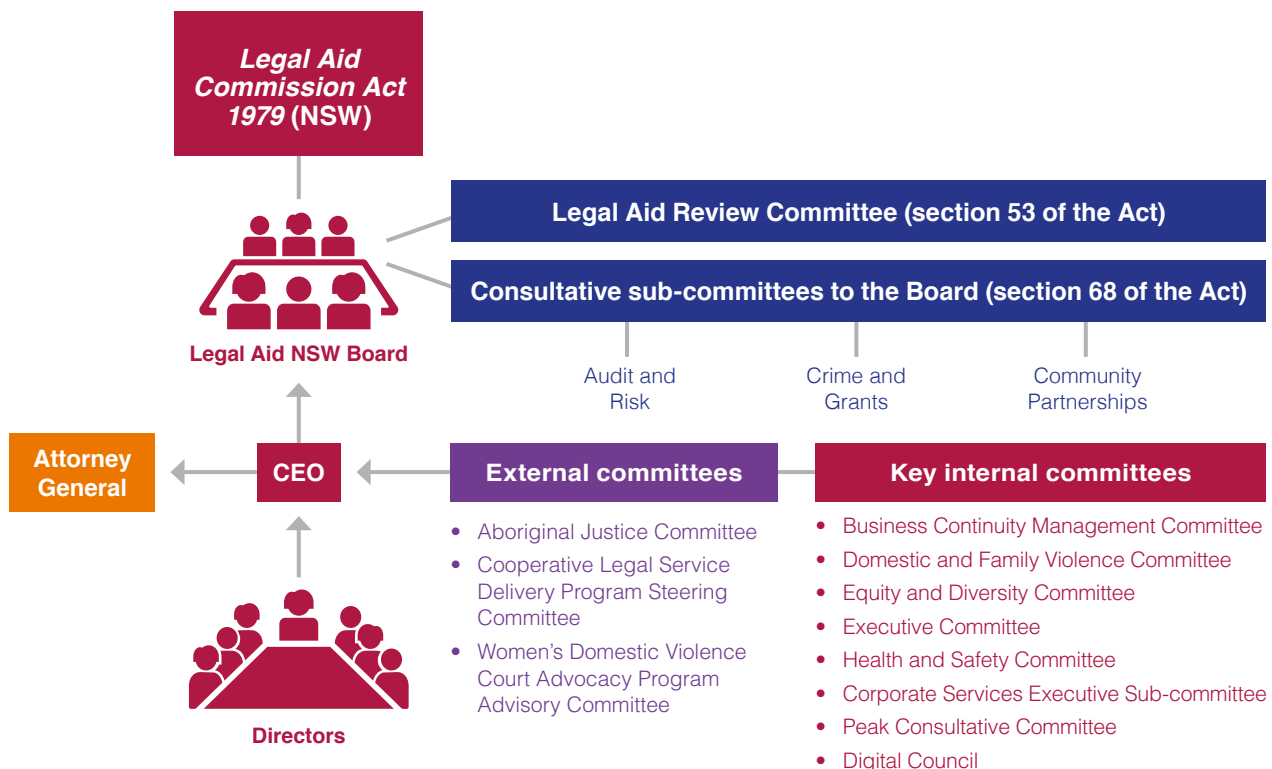 Legal Aid
Commission Act
1979 (NSW)
Legal Aid Review Committee (section 53 of the Act)
Consultative sub-committees to the Board (section 68 of the Act)
Legal Aid NSW Board
Audit and
Risk
Crime and
Grants
Community
Partnerships
Attorney
General
CEO
External committees
Key internal committees
• Aboriginal Justice Committee
• Cooperative Legal Service
Delivery Program Steering
Committee
• Women’s Domestic Violence
Court Advocacy Program
Advisory Committee
• Business Continuity Management Committee
• Domestic and Family Violence Committee
• Equity and Diversity Committee
• Executive Committee
• Health and Safety Committee
• Corporate Services Executive Sub-committee
• Peak Consultative Committee
• Digital Council
Directors